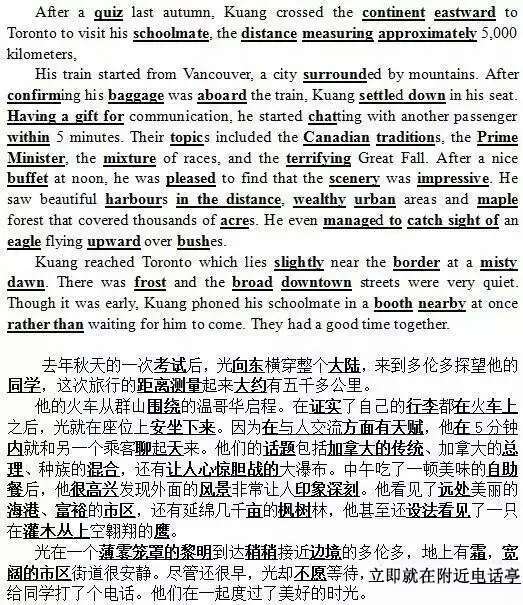 After a quiz last autumn, Kuang crossed the continent eastward to
Toronto to visit his schoolmate, the distance measuring approximately 5,000
kilometers,
His train started from Vancouver, a city surrounded by mountains. After
confirming his baggage was aboard the train, Kuang settled down in his seat.
Having a gift for communication, he started chatting with another passenger
within 5 minutes. Their topics included the Canadian traditions, the Prime
Minister, the mixture of races, and the terrifying Great Fall. After a nice
buffet at noon, he was pleased to find that the scenery was impressive. He
saw beautiful harbours in the distance, wealthy urban areas and maple
forest that covered thousands of acres. He even managed to catch sight of an
eagle flying upward over bushes.
Kuang reached Toronto which lies slightly near the border at a misty
dawn. There was frost and the broad downtown streets were very quiet.
Though it was early, Kuang phoned his schoolmate in a booth nearby at once
rather than waiting for him to come. They had a good time together.
去年秋天的一次考试后，光向东横穿整个大陆，来到多伦多探望他的
同学，这次旅行的距离测量起来大约有五千多公里。
他的火车从群山围绕的温哥华启程。在证实了自己的行李都在火车上
之后，光就在座位上安坐下来。因为在与人交流方面有天赋，他在5分钟
内就和另一个乘客聊起天来。他们的话题包括加拿大的传统、加拿大的总
理、种族的混合，还有让人心惊胆战的大瀑布。中午吃了一顿美味的自助
餐后，他很高兴发现外面的风景非常让人印象深刻。他看见了远处美丽的
海港、富裕的市区，还有延绵几千亩的枫树林，他甚至还设法看见了一只
在灌木丛上空翱翔的鹰。
光在一个薄雾笼罩的黎明到达稍稍接近边境的多伦多，地上有霜，宽
阔的市区街道很安静。尽管还很早，光却不愿等待，立即就在附近电话亭
给同学打了个电话。他们在一起度过了美好的时光。